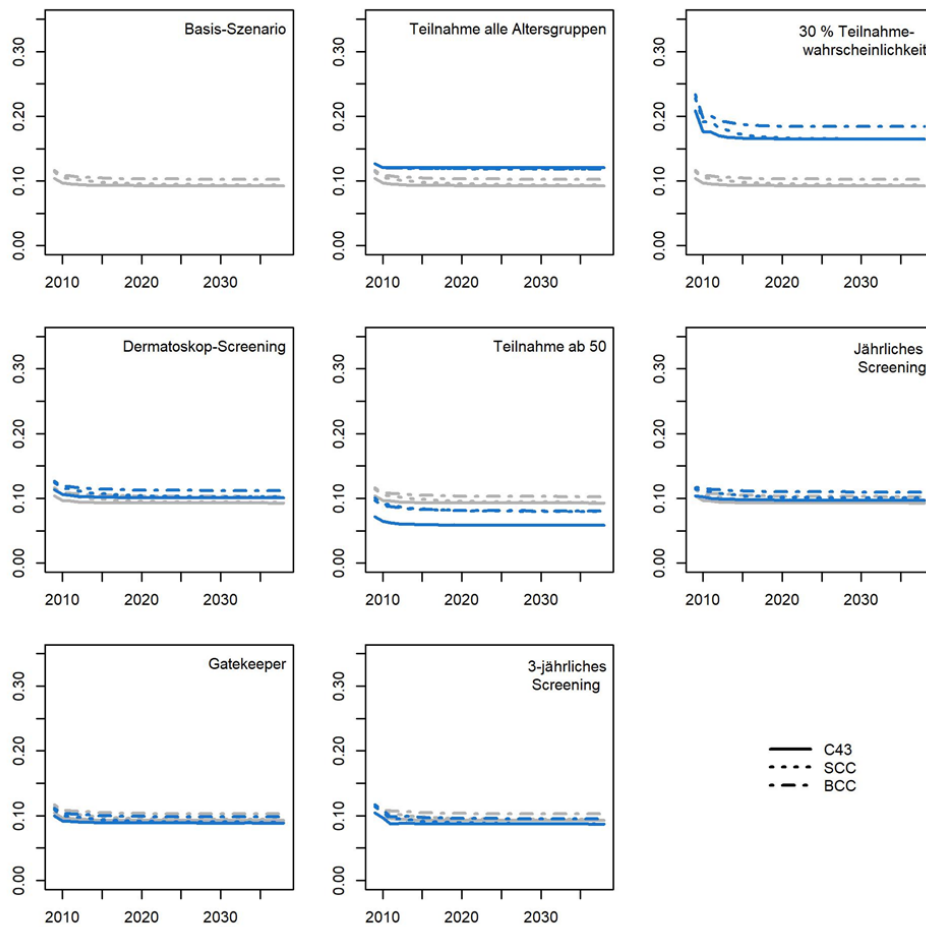 Basis-Szenario
0.30
0.20
0.10
0.00
2010 2020 2030
Teilnahme alle Altersgruppen
0.30
0.20
0.10
0.00
2010 2020 2030
30 % Teilnahme-
wahrscheinlichkeit
0.30
0.20
0.10
0.00
2010 2020 2030
Dermatoskop-Screening
0.30
0.20
0.10
0.00
2010 2020 2030
Teilnahme ab 50
0.30
0.20
0.10
0.00
2010 2020 2030
Jährliches
Screening
0.30
0.20
0.10
0.00
2010 2020 2030
Gatekeeper
0.30
0.20
0.10
0.00
2010 2020 2030
3-jährliches
Screening
0.30
0.20
0.10
0.00
2010 2020 2030
C43
SCC
BCC